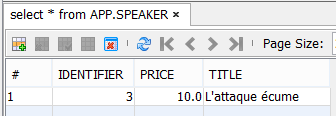 select * from APP.SPEAKER ×
Page Size:
# IDENTIFIER PRICE TITLE
1 3 10.0 L'attaque écume